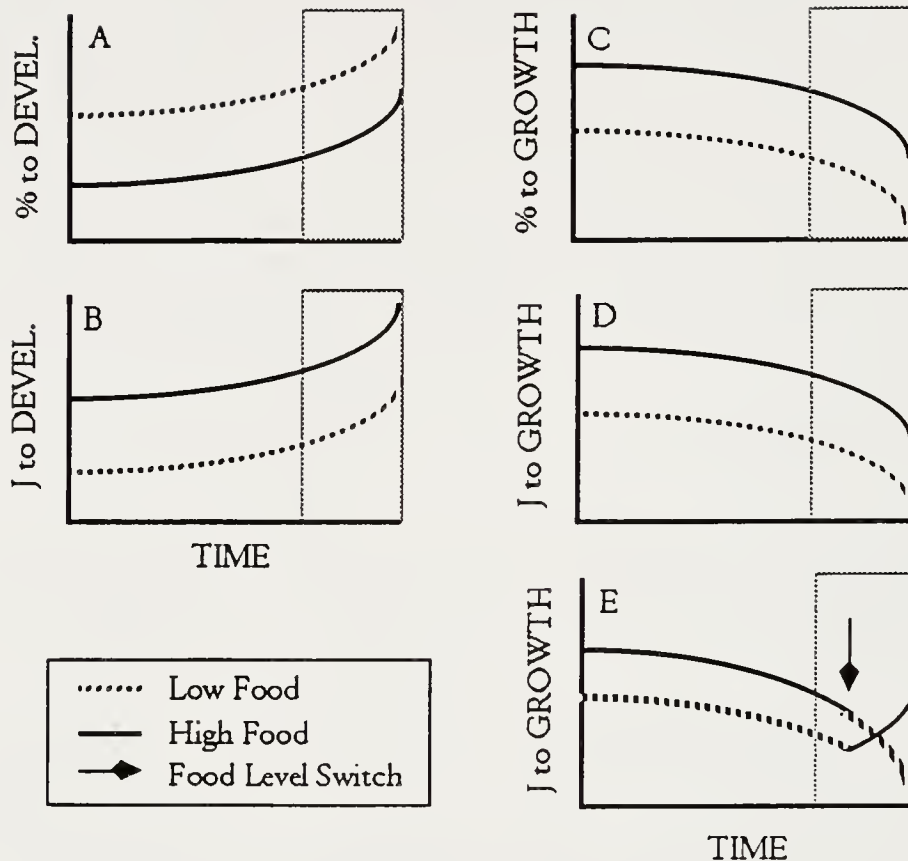 A
% to DEVEL.
C
% to GROWTH
B
J to DEVEL.
TIME
D
J to GROWTH
E
J to GROWTH
TIME
Low Food
High Food
Food Level Switch